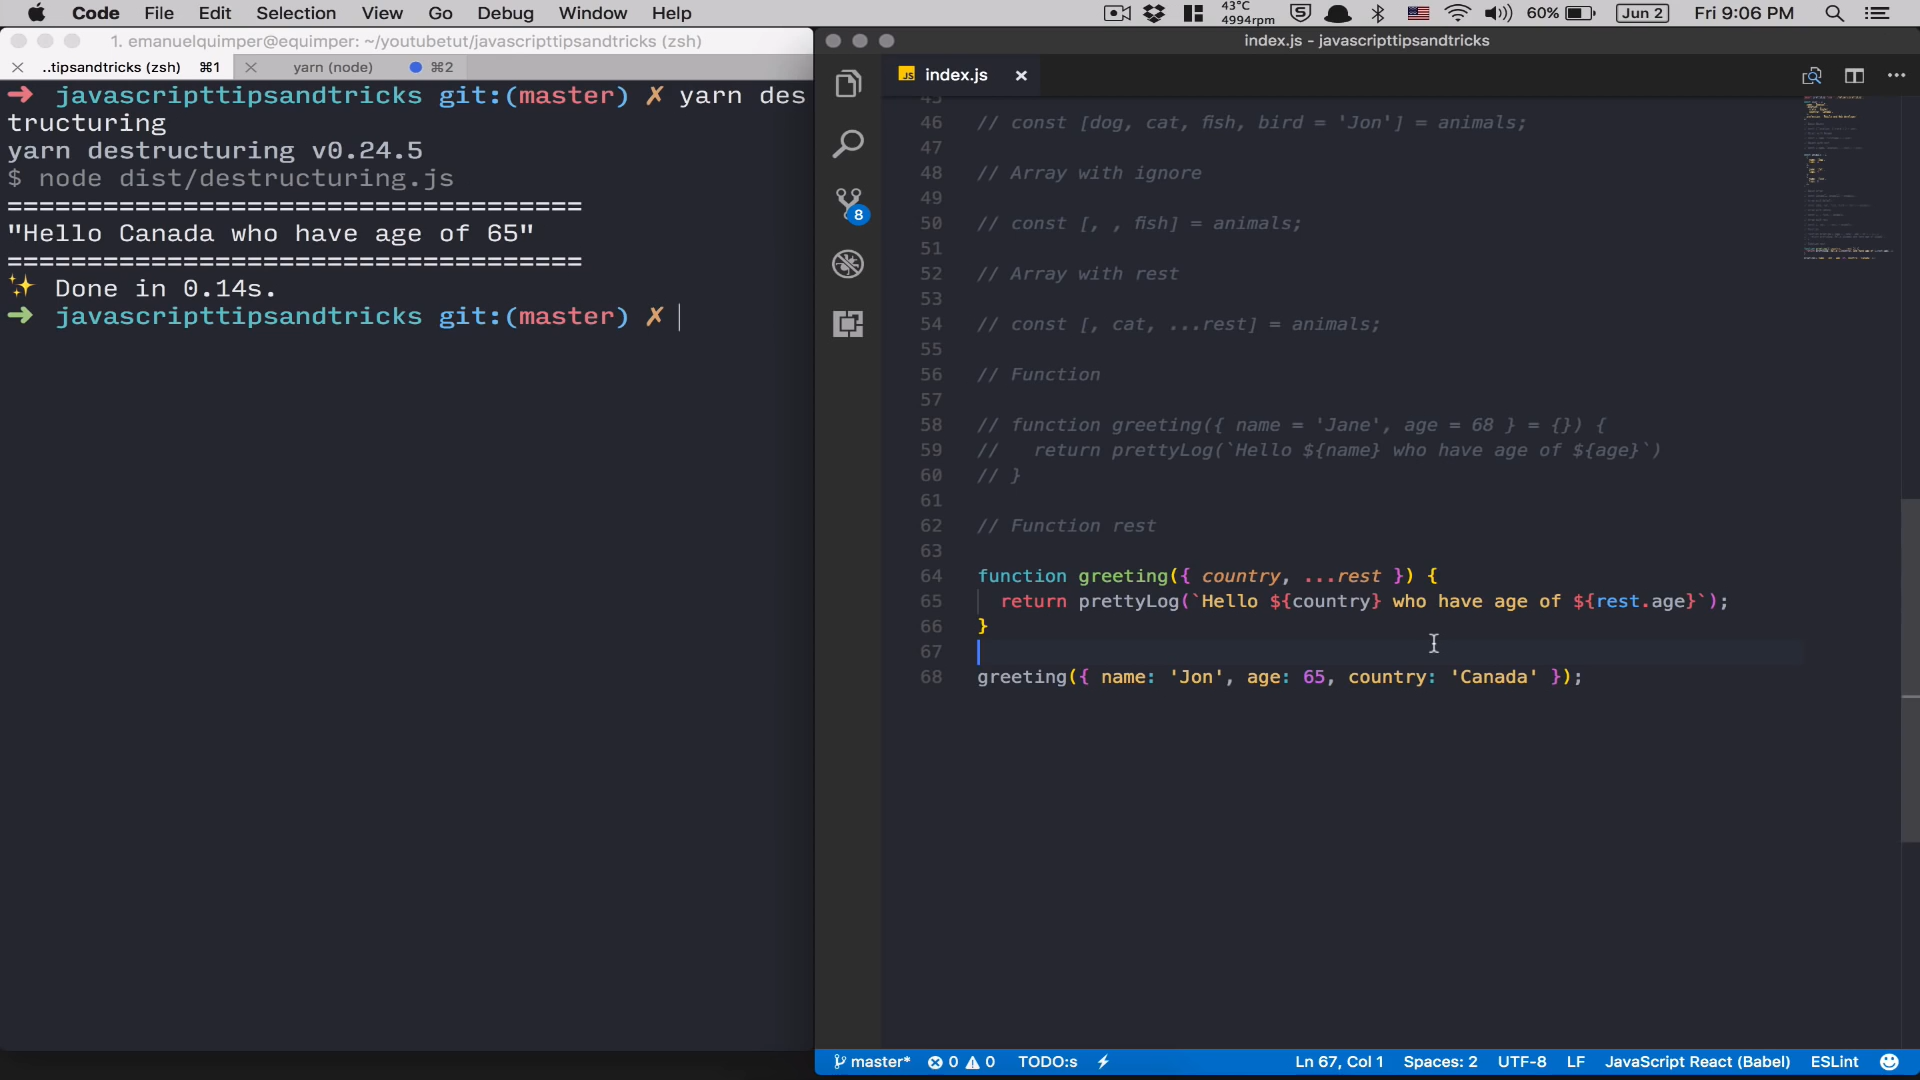 Code File Edit Selection View Go Debug Window Help
43°C
4994rpm
60%
Jun 2
Fri 9:06 PM
1. emanuelquimper@equimper: ~/youtubetut/javascripttipsandtricks (zsh)
..tipsandtricks (zsh) ⌘1
yarn (node) ⌘2
➜ javascripttipsandtricks git:(master) ✗ yarn des
tructuring
yarn destructuring v0.24.5
$ node dist/destructuring.js
====================================
"Hello Canada who have age of 65"
====================================
✨ Done in 0.14s.
➜ javascripttipsandtricks git:(master) ✗
index.js - javascripttipsandtricks
JS index.js
45
46 // const [dog, cat, fish, bird = 'Jon'] = animals;
47
48 // Array with ignore
49
50 // const [, , fish] = animals;
51
52 // Array with rest
53
54 // const [, cat, ...rest] = animals;
55
56 // Function
57
58 // function greeting({ name = 'Jane', age = 68 } = {}) {
59 //   return prettyLog(`Hello ${name} who have age of ${age}`)
60 // }
61
62 // Function rest
63
64 function greeting({ country, ...rest }) {
65   return prettyLog(`Hello ${country} who have age of ${rest.age}`);
66 }
67
68 greeting({ name: 'Jon', age: 65, country: 'Canada' });
8
master* 0 0 TODO:s Ln 67, Col 1 Spaces: 2 UTF-8 LF JavaScript React (Babel) ESLint